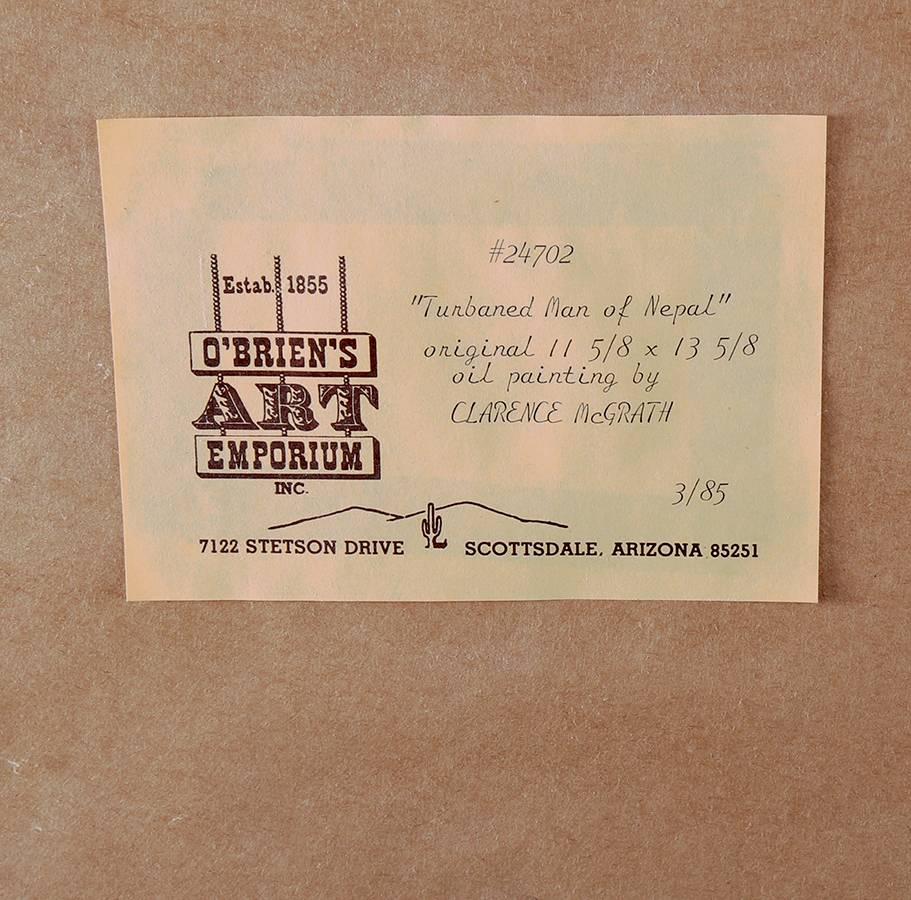 Estab. 1855
O'BRIEN'S
ART
EMPORIUM
INC.
#24702
"Turbaned Man of Nepal"
original 11 5/8 x 13 5/8
oil painting by
CLARENCE McGRATH
3/85
7122 STETSON DRIVE SCOTTSDALE, ARIZONA 85251